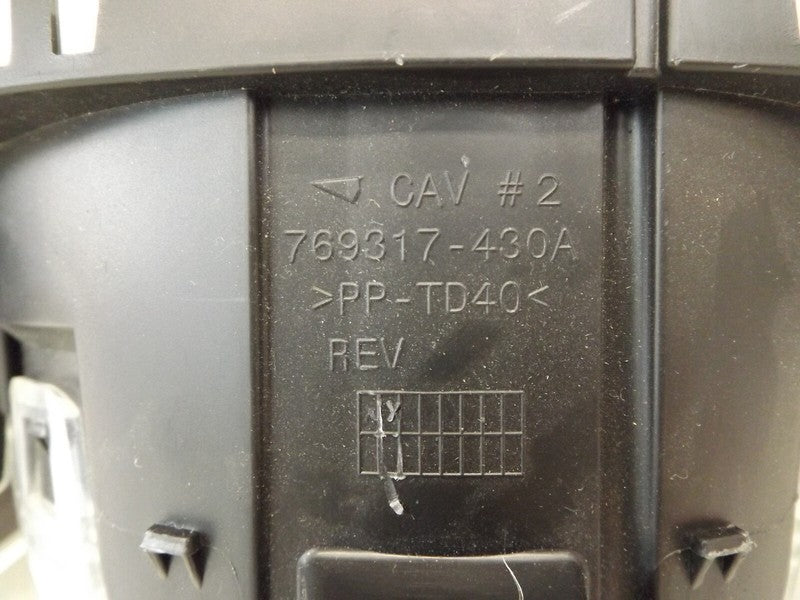 CAV #2
769317-430A
>PP-TD40<
REV